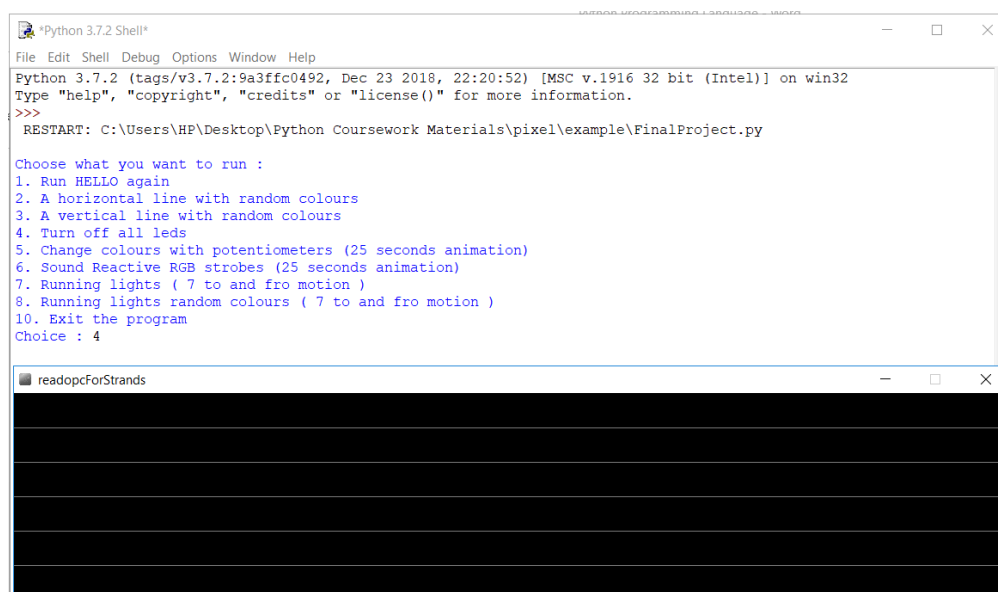 Python Programming Language - Word
*Python 3.7.2 Shell*
File Edit Shell Debug Options Window Help
Python 3.7.2 (tags/v3.7.2:9a3ffc0492, Dec 23 2018, 22:20:52) [MSC v.1916 32 bit (Intel)] on win32
Type "help", "copyright", "credits" or "license()" for more information.
>>>
RESTART: C:\Users\HP\Desktop\Python Coursework Materials\pixel\example\FinalProject.py
Choose what you want to run :
1. Run HELLO again
2. A horizontal line with random colours
3. A vertical line with random colours
4. Turn off all leds
5. Change colours with potentiometers (25 seconds animation)
6. Sound Reactive RGB strobes (25 seconds animation)
7. Running lights ( 7 to and fro motion )
8. Running lights random colours ( 7 to and fro motion )
10. Exit the program
Choice : 4
readopcForStrands